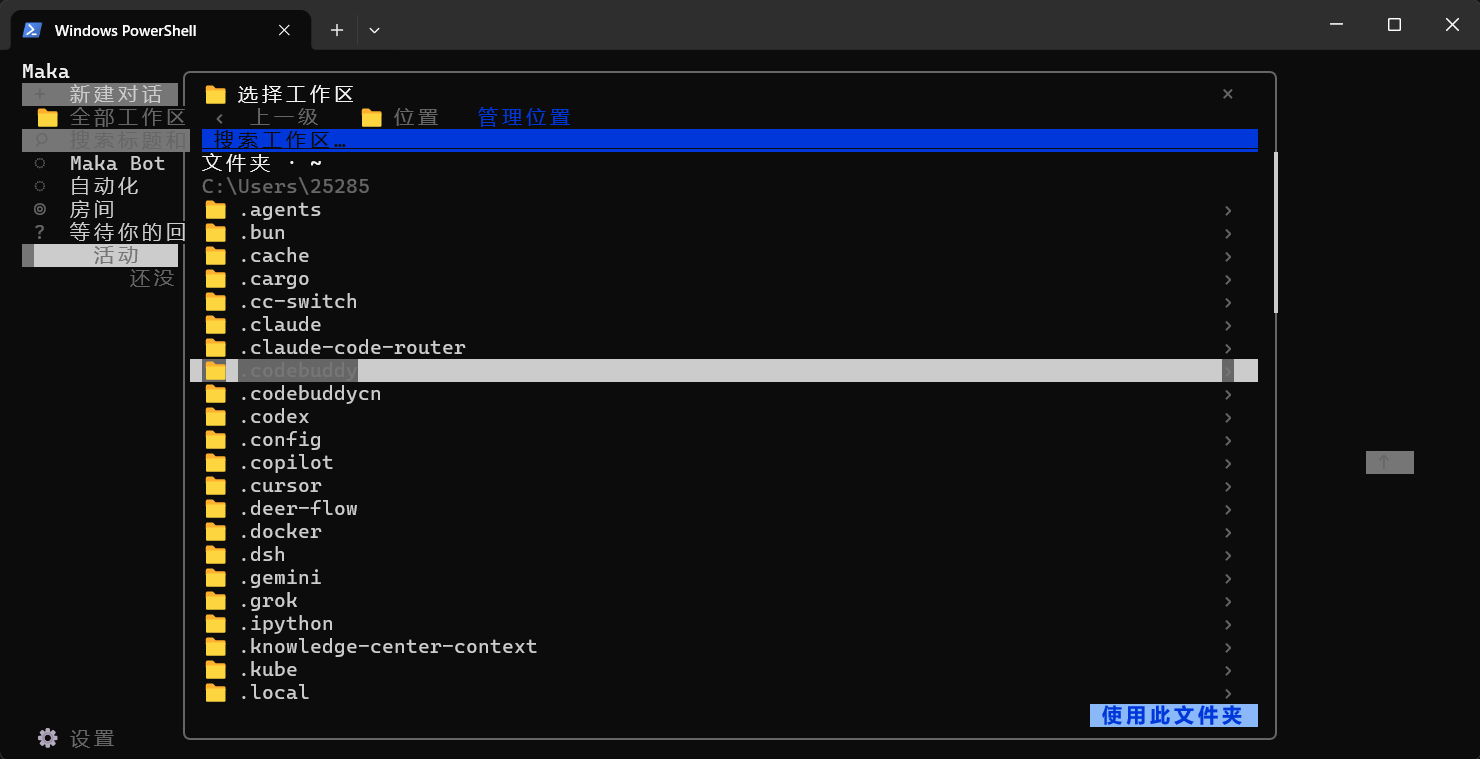 Windows PowerShell
Maka
+ 新建对话
全部工作区
搜索标题和
Maka Bot
自动化
房间
? 等待你的回
活动
还没
设置
选择工作区 ×
‹ 上一级 位置 管理位置
搜索工作区…
文件夹 · ~
C:\Users\25285
.agents ›
.bun ›
.cache ›
.cargo ›
.cc-switch ›
.claude ›
.claude-code-router ›
.codebuddy ›
.codebuddycn ›
.codex ›
.config ›
.copilot ›
.cursor ›
.deer-flow ›
.docker ›
.dsh ›
.gemini ›
.grok ›
.ipython ›
.knowledge-center-context ›
.kube ›
.local ›
使用此文件夹
↑